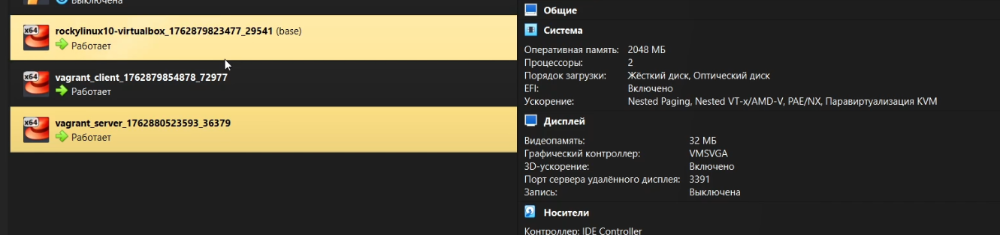 Выключена
x64
rockylinux10-virtualbox_1762879823477_29541 (base)
Работает
x64
vagrant_client_1762879854878_72977
Работает
x64
vagrant_server_1762880523593_36379
Работает
Общие
Система
Оперативная память: 2048 МБ
Процессоры: 2
Порядок загрузки: Жёсткий диск, Оптический диск
EFI: Включено
Ускорение: Nested Paging, Nested VT-x/AMD-V, PAE/NX, Паравиртуализация KVM
Дисплей
Видеопамять: 32 МБ
Графический контроллер: VMSVGA
3D-ускорение: Включено
Порт сервера удалённого дисплея: 3391
Запись: Выключена
Носители
Контроллер: IDE Controller